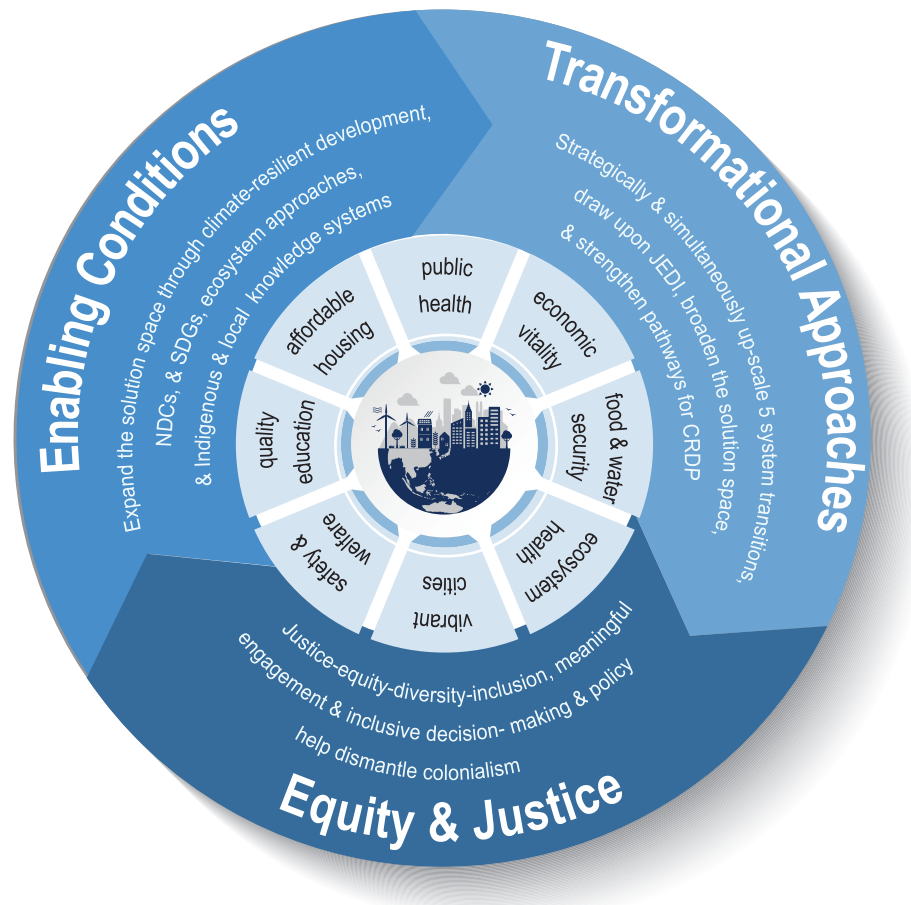 Enabling Conditions
Expand the solution space through climate-resilient development,
NDCs, & SDGs, ecosystem approaches,
& Indigenous & local knowledge systems
Transformational Approaches
Strategically & simultaneously up-scale 5 system transitions,
draw upon JEDI, broaden the solution space,
& strengthen pathways for CRDP
Justice-equity-diversity-inclusion, meaningful
engagement & inclusive decision- making & policy
help dismantle colonialism
Equity & Justice
public
health
economic
vitality
food & water
security
ecosystem
health
vibrant
cities
safety &
welfare
quality
education
affordable
housing